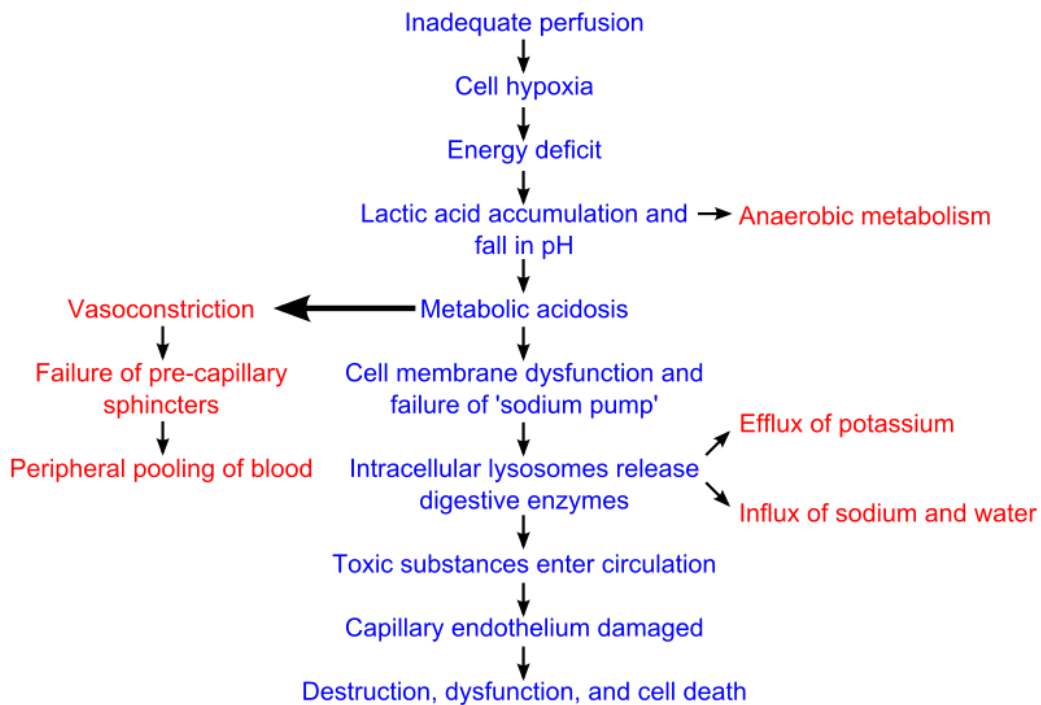 Inadequate perfusion
Cell hypoxia
Energy deficit
Lactic acid accumulation and
fall in pH
Anaerobic metabolism
Vasoconstriction
Metabolic acidosis
Failure of pre-capillary
sphincters
Cell membrane dysfunction and
failure of 'sodium pump'
Peripheral pooling of blood
Intracellular lysosomes release
digestive enzymes
Efflux of potassium
Influx of sodium and water
Toxic substances enter circulation
Capillary endothelium damaged
Destruction, dysfunction, and cell death